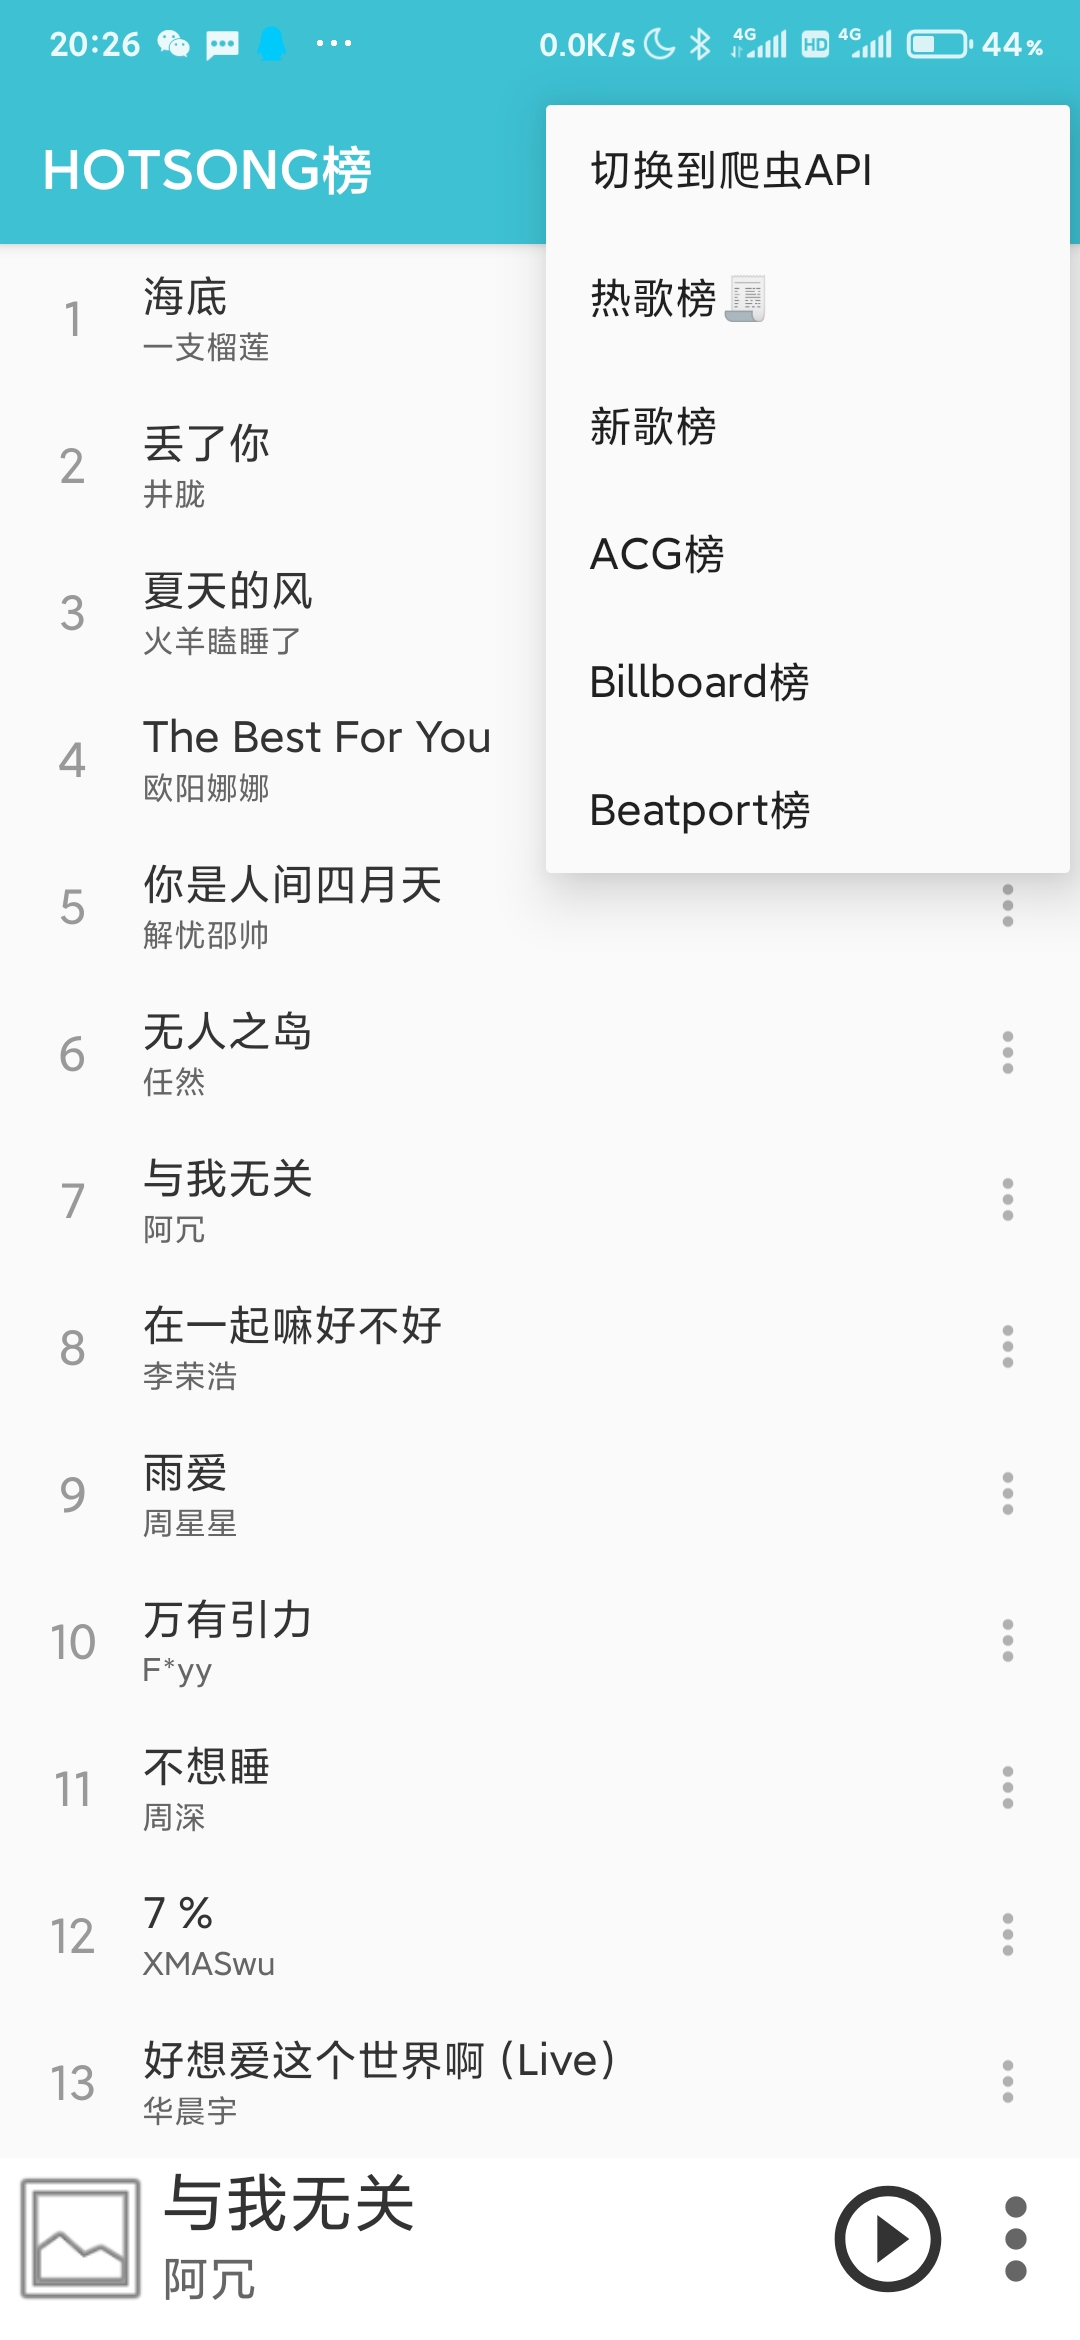 20:26 0.0K/s 4G HD 4G 44%
HOTSONG榜
切换到爬虫API
热歌榜
新歌榜
ACG榜
Billboard榜
Beatport榜
1 海底
一支榴莲
2 丢了你
井胧
3 夏天的风
火羊瞌睡了
4 The Best For You
欧阳娜娜
5 你是人间四月天
解忧邵帅
6 无人之岛
任然
7 与我无关
阿冗
8 在一起嘛好不好
李荣浩
9 雨爱
周星星
10 万有引力
F*yy
11 不想睡
周深
12 7 %
XMASwu
13 好想爱这个世界啊 (Live)
华晨宇
与我无关
阿冗